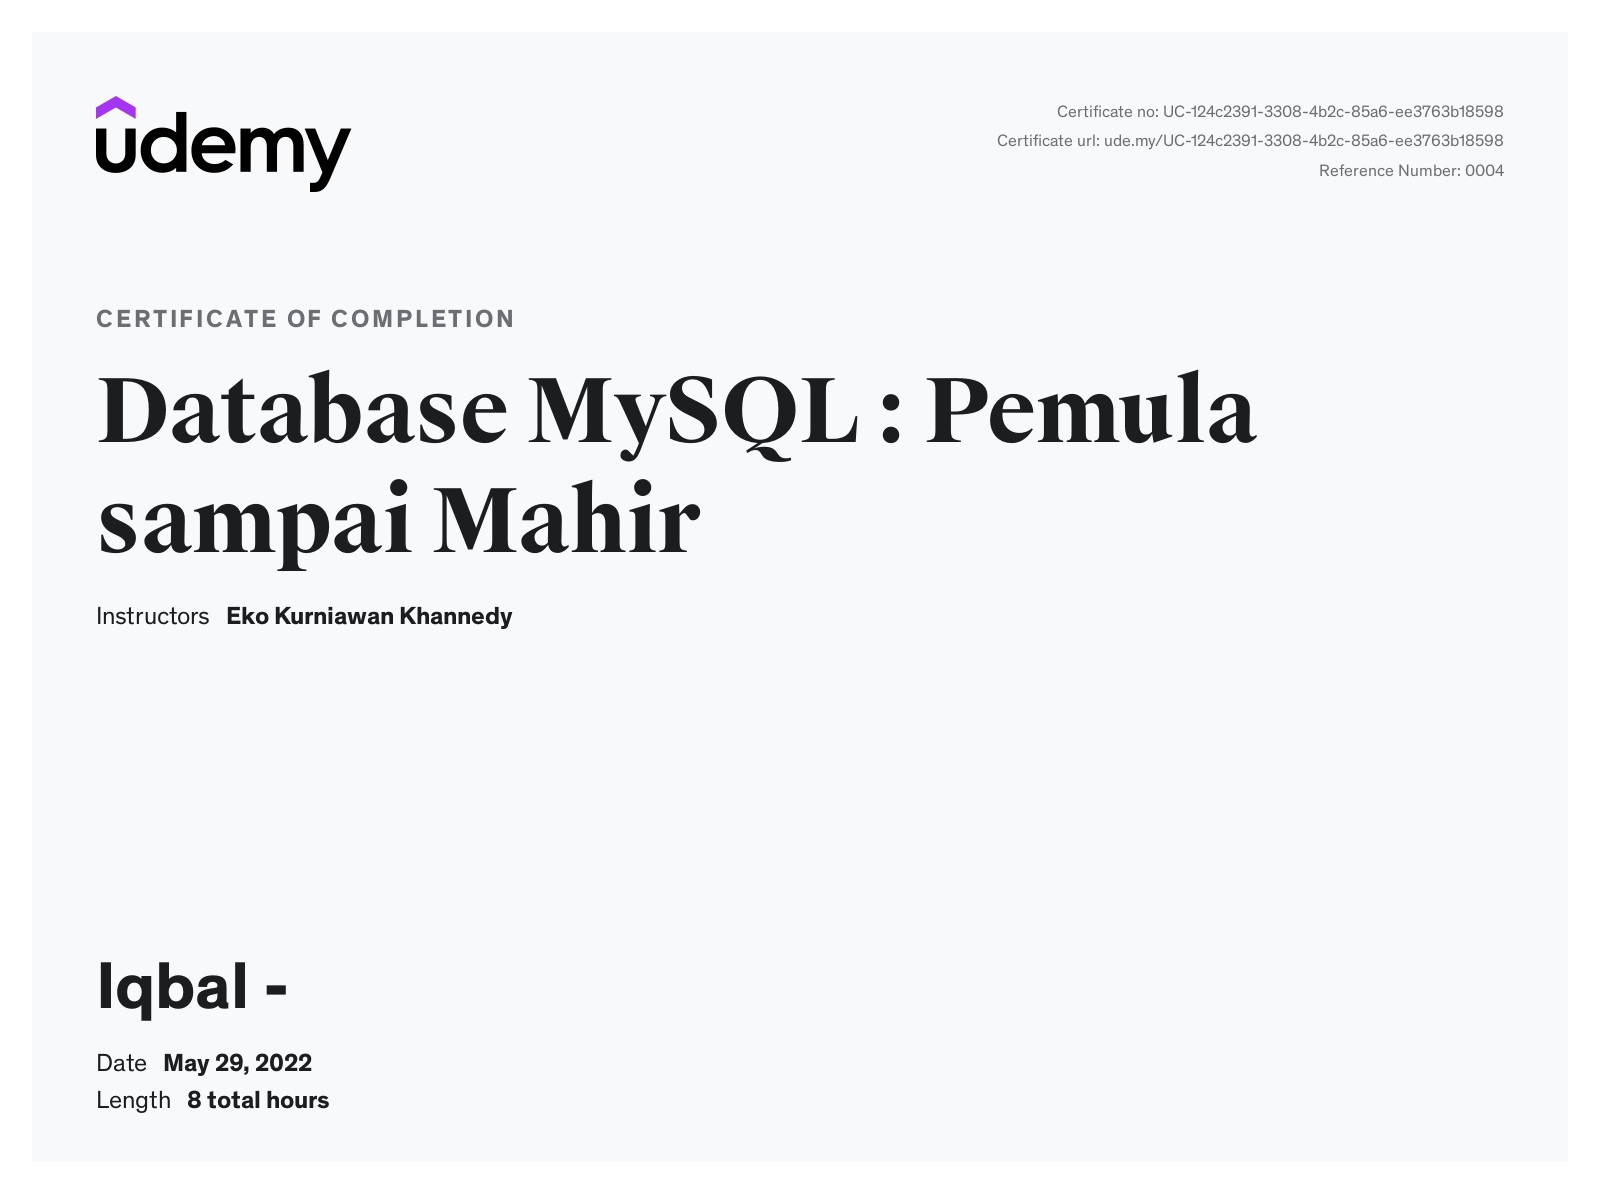 udemy
Certificate no: UC-124c2391-3308-4b2c-85a6-ee3763b18598
Certificate url: ude.my/UC-124c2391-3308-4b2c-85a6-ee3763b18598
Reference Number: 0004
CERTIFICATE OF COMPLETION
Database MySQL : Pemula
sampai Mahir
Instructors Eko Kurniawan Khannedy
Iqbal -
Date May 29, 2022
Length 8 total hours